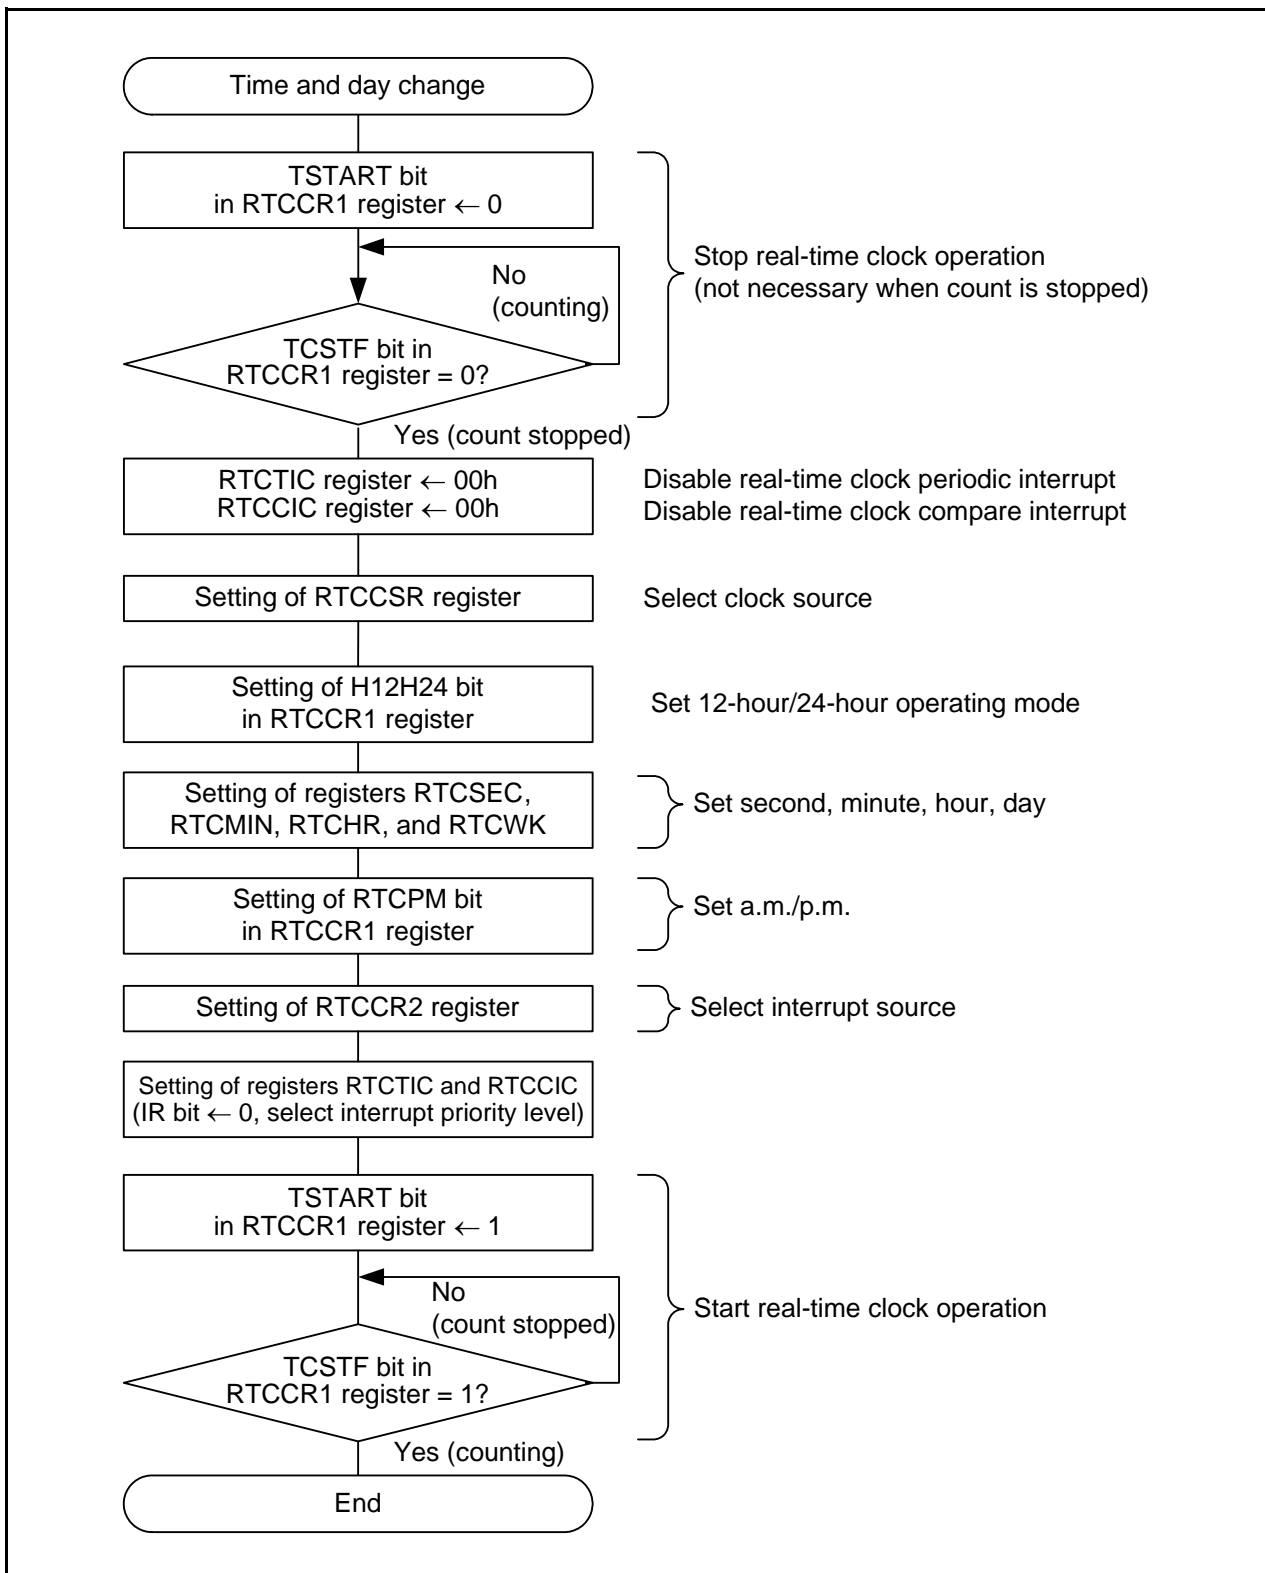 Time and day change
TSTART bit
in RTCCR1 register ← 0
Stop real-time clock operation
(not necessary when count is stopped)
No
(counting)
TCSTF bit in
RTCCR1 register = 0?
Yes (count stopped)
RTCTIC register ← 00h
RTCCIC register ← 00h
Disable real-time clock periodic interrupt
Disable real-time clock compare interrupt
Setting of RTCCSR register
Select clock source
Setting of H12H24 bit
in RTCCR1 register
Set 12-hour/24-hour operating mode
Setting of registers RTCSEC,
RTCMIN, RTCHR, and RTCWK
Set second, minute, hour, day
Setting of RTCPM bit
in RTCCR1 register
Set a.m./p.m.
Setting of RTCCR2 register
Select interrupt source
Setting of registers RTCTIC and RTCCIC
(IR bit ← 0, select interrupt priority level)
TSTART bit
in RTCCR1 register ← 1
Start real-time clock operation
No
(count stopped)
TCSTF bit in
RTCCR1 register = 1?
Yes (counting)
End